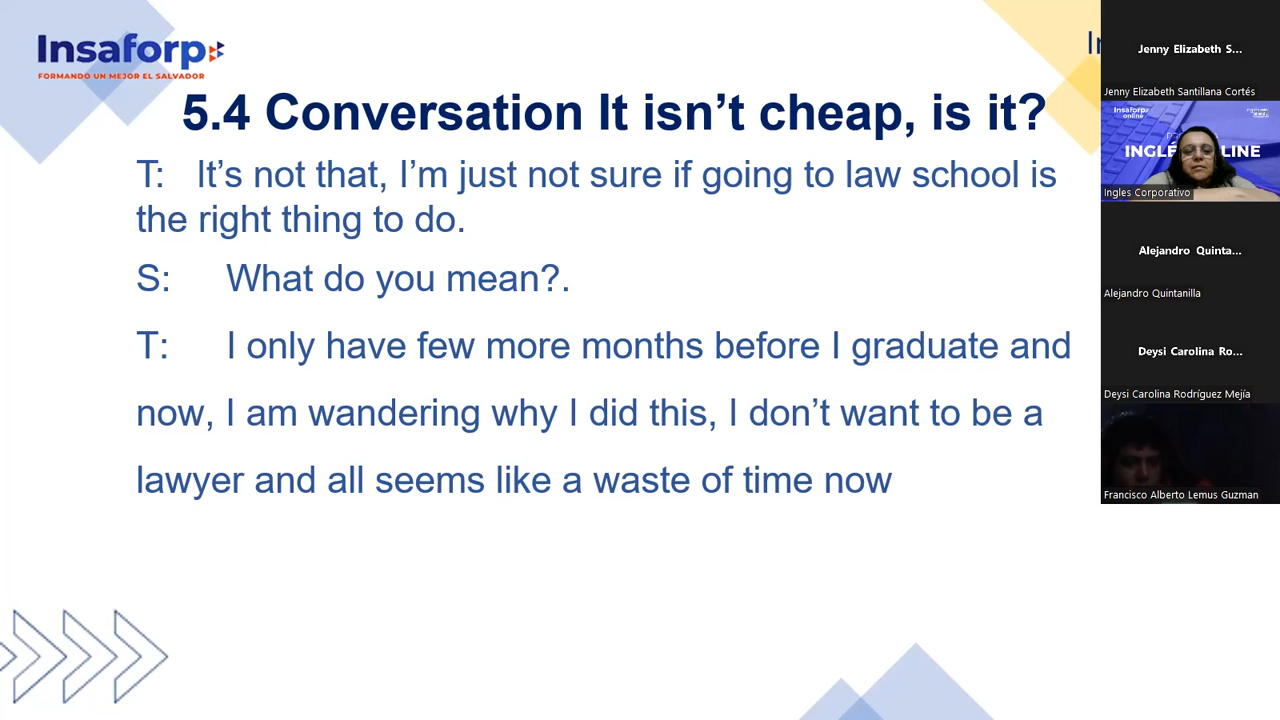 Insaforp
FORMANDO UN MEJOR EL SALVADOR
5.4 Conversation It isn’t cheap, is it?
T: It’s not that, I’m just not sure if going to law school is
the right thing to do.
S: What do you mean?.
T: I only have few more months before I graduate and
now, I am wandering why I did this, I don’t want to be a
lawyer and all seems like a waste of time now
Jenny Elizabeth S...
Jenny Elizabeth Santillana Cortés
Insaforp
online
INGLÉ LINE
Ingles Corporativo
Alejandro Quinta...
Alejandro Quintanilla
Deysi Carolina Ro...
Deysi Carolina Rodríguez Mejía
Francisco Alberto Lemus Guzman